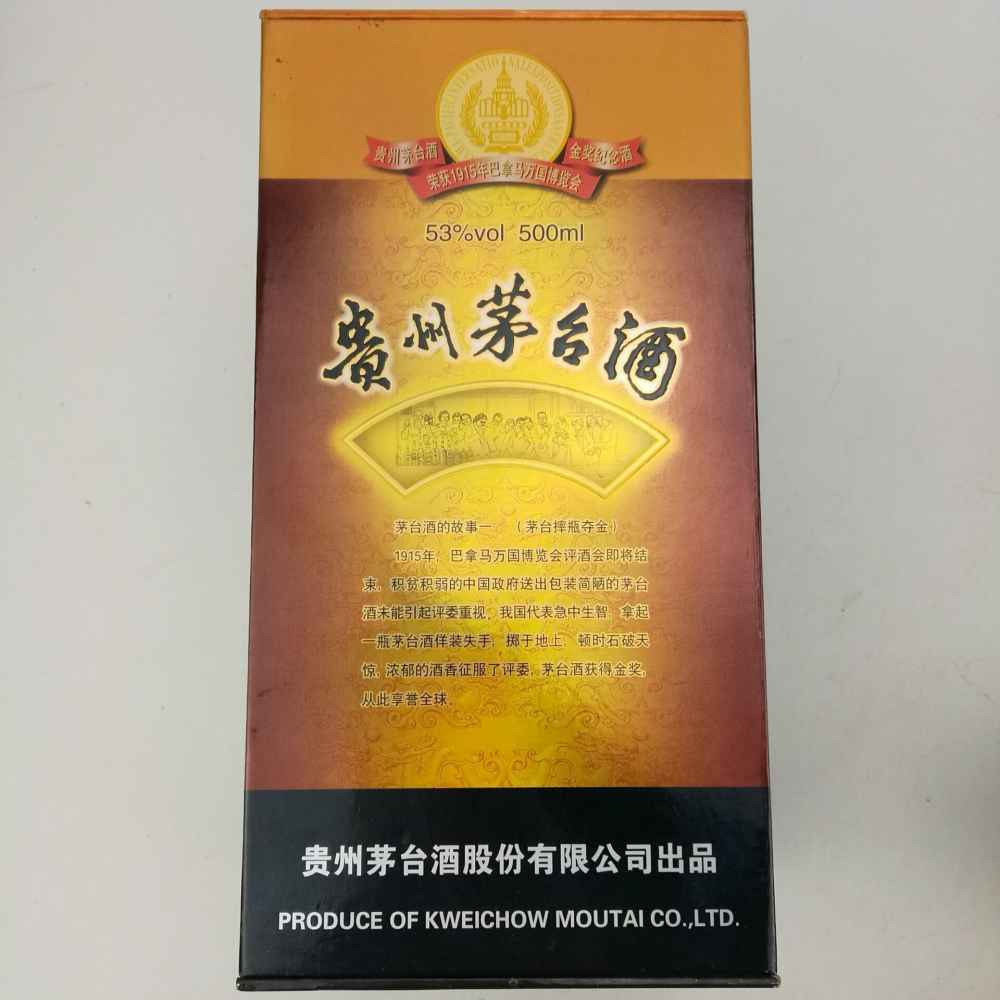 贵州茅台酒
金奖纪念酒
荣获1915年巴拿马万国博览会
53%vol 500ml
贵州茅台酒
茅台酒的故事一 （茅台摔瓶夺金）
1915年，巴拿马万国博览会评酒会即将结
束，积贫积弱的中国政府送出包装简陋的茅台
酒未能引起评委重视，我国代表急中生智，拿起
一瓶茅台酒佯装失手，掷于地上，顿时石破天
惊，浓郁的酒香征服了评委，茅台酒获得金奖，
从此享誉全球。
贵州茅台酒股份有限公司出品
PRODUCE OF KWEICHOW MOUTAI CO.,LTD.